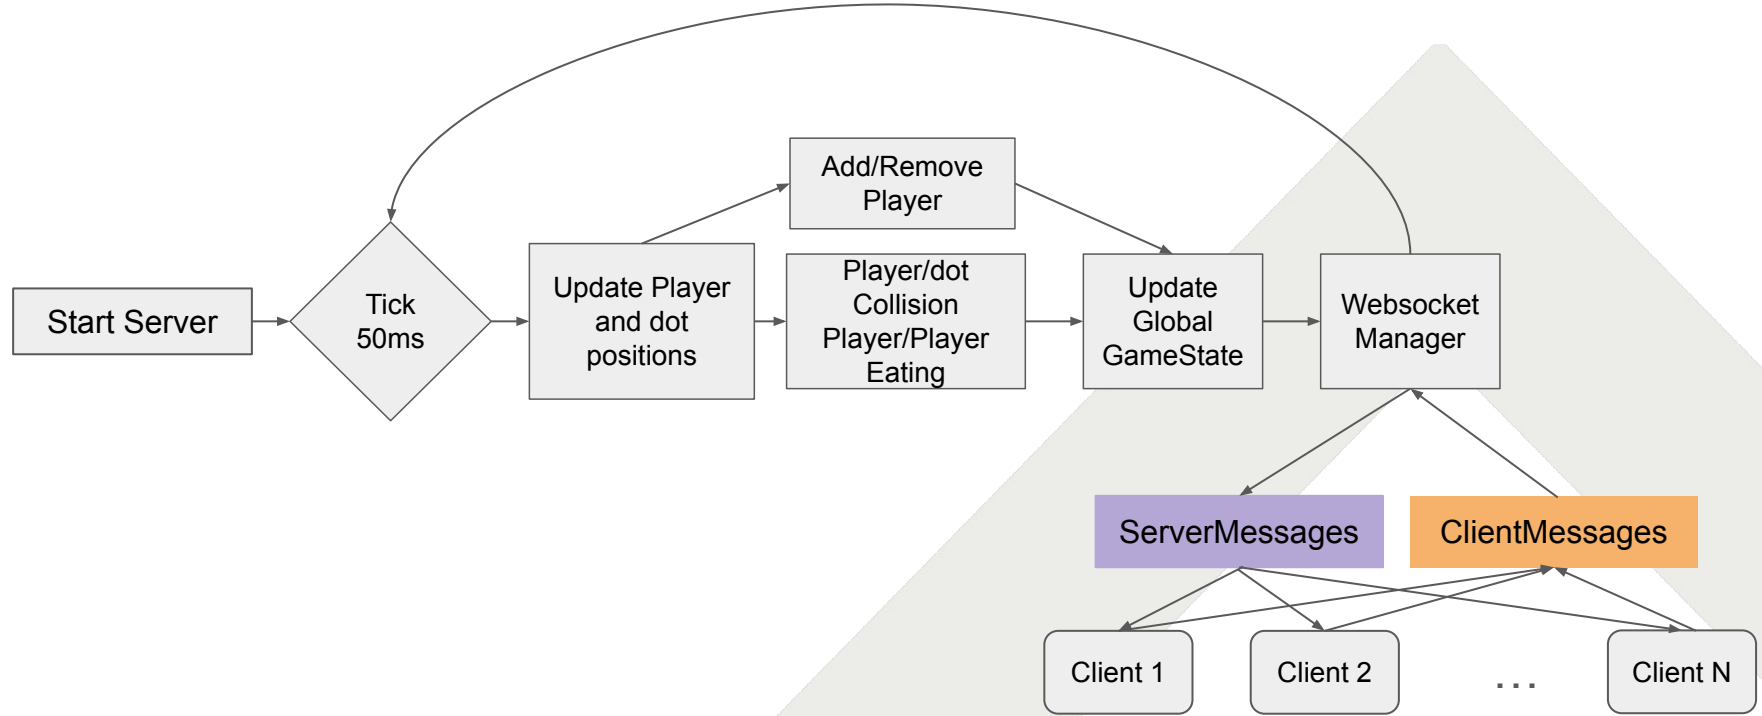 Start Server
Tick
50ms
Update Player
and dot
positions
Add/Remove
Player
Player/dot
Collision
Player/Player
Eating
Update
Global
GameState
Websocket
Manager
ServerMessages
ClientMessages
Client 1
Client 2
...
Client N